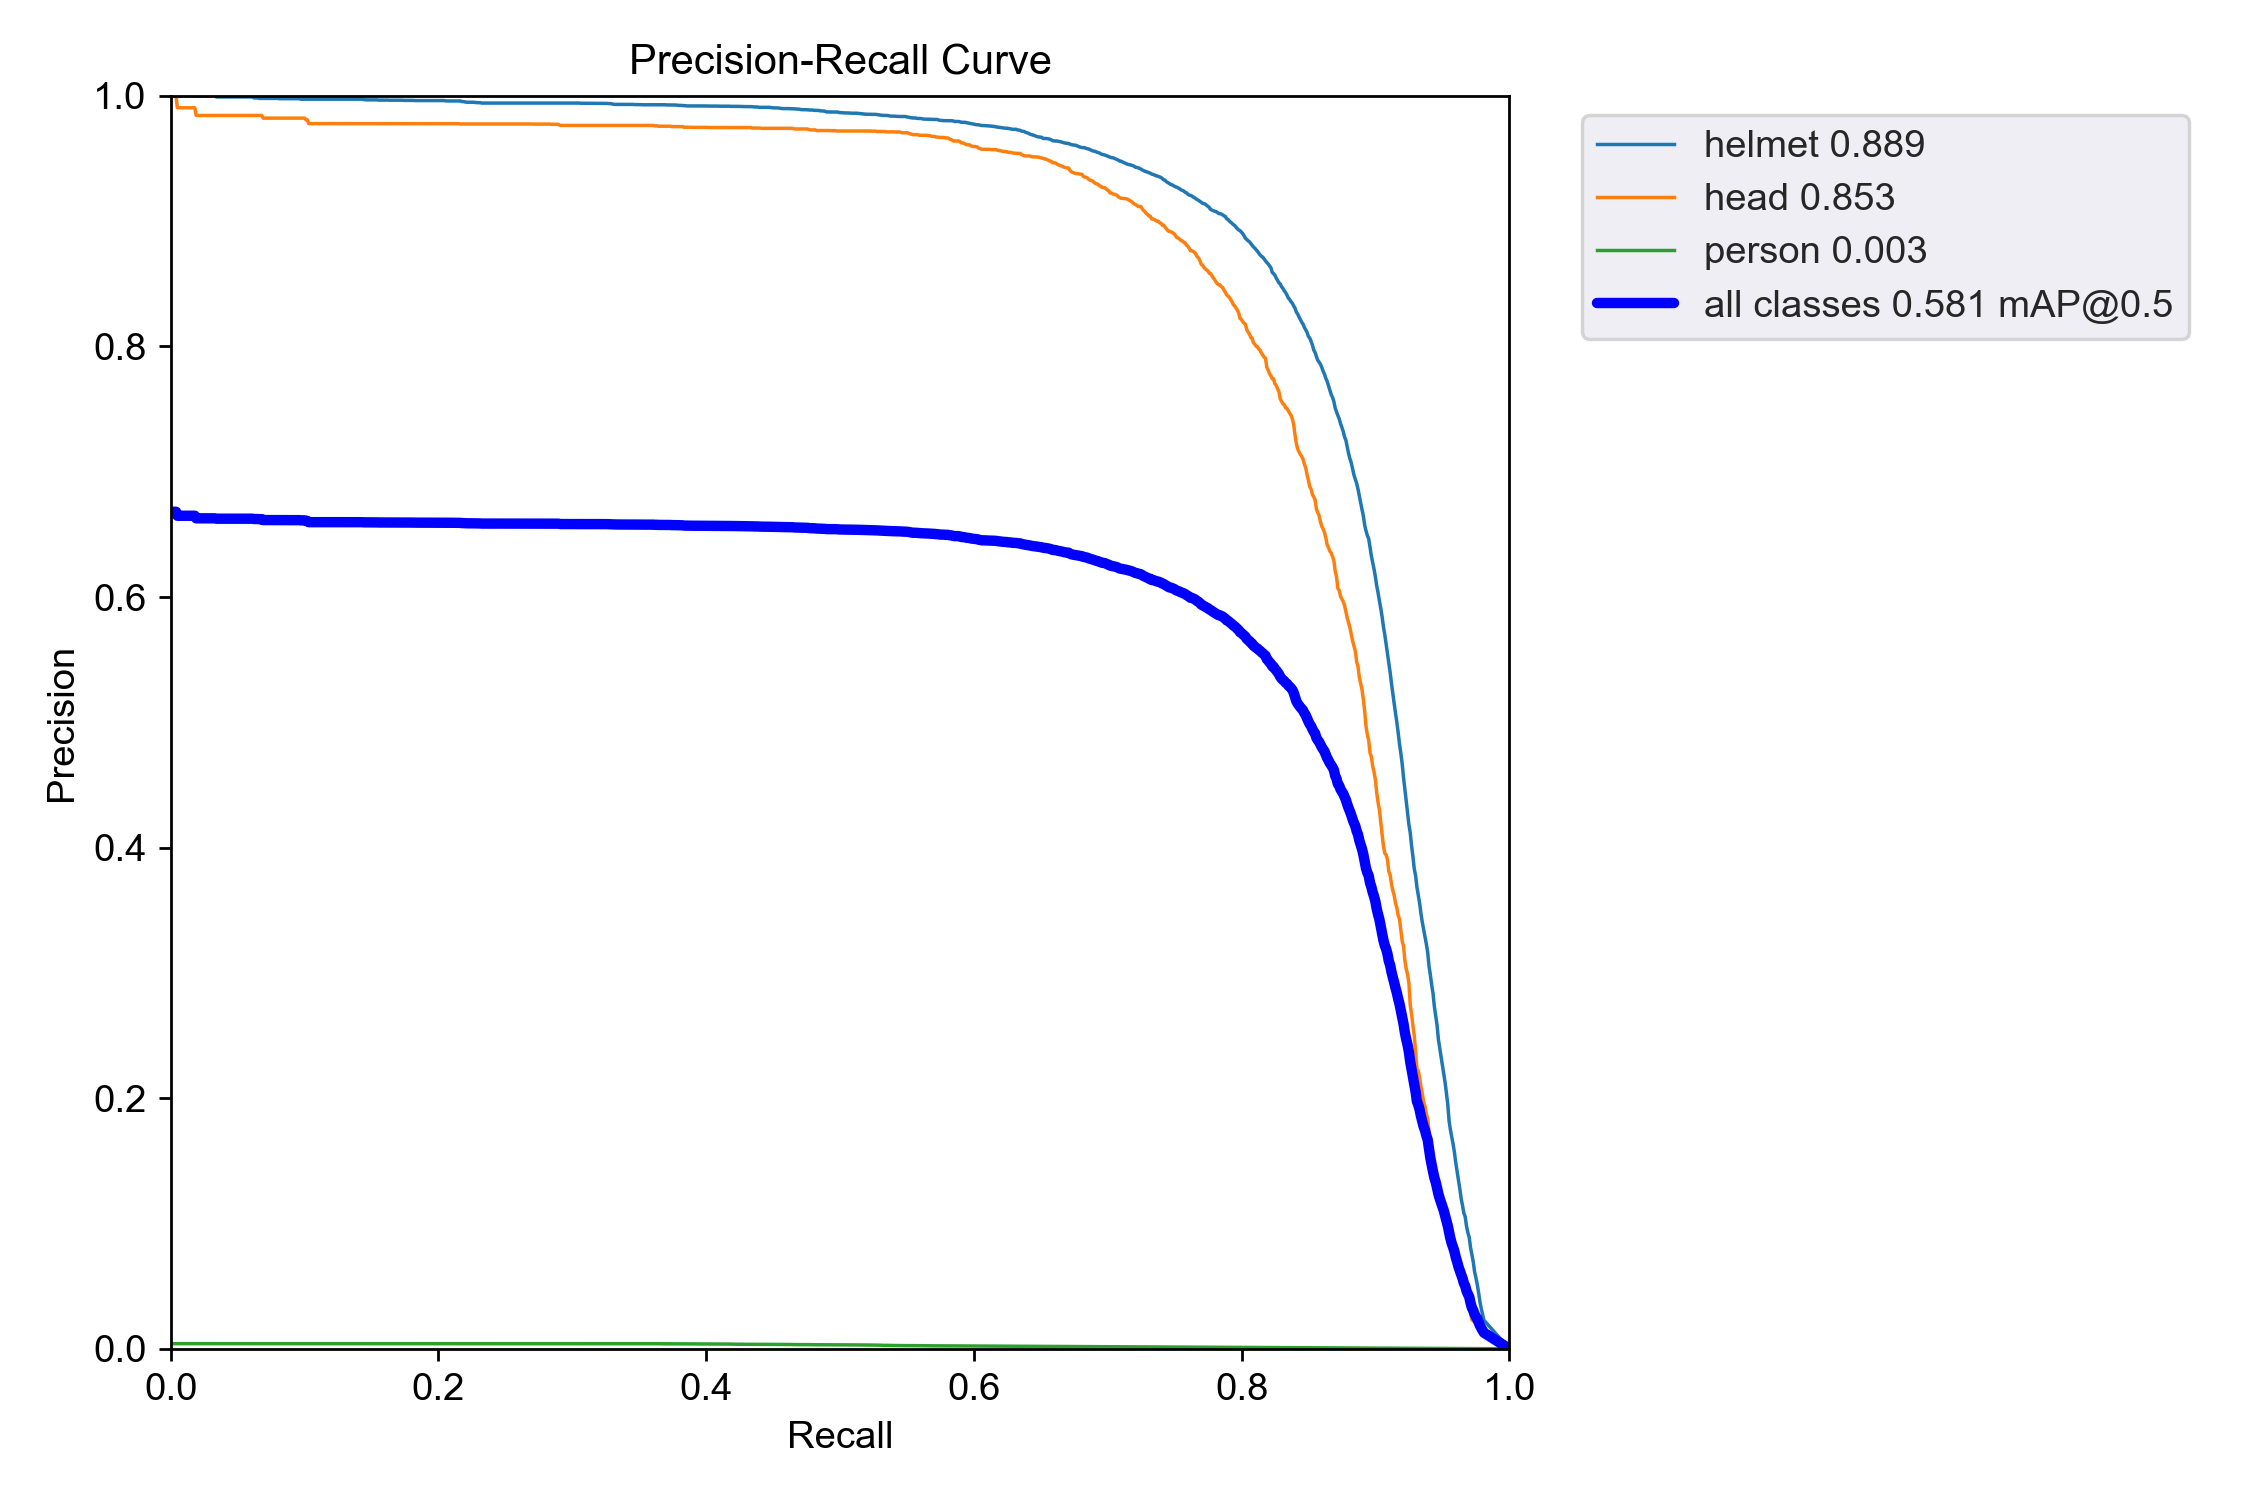 Precision-Recall Curve
1.0
0.8
0.6
0.4
0.2
0.0
Precision
0.0 0.2 0.4 0.6 0.8 1.0
Recall
helmet 0.889
head 0.853
person 0.003
all classes 0.581 mAP@0.5